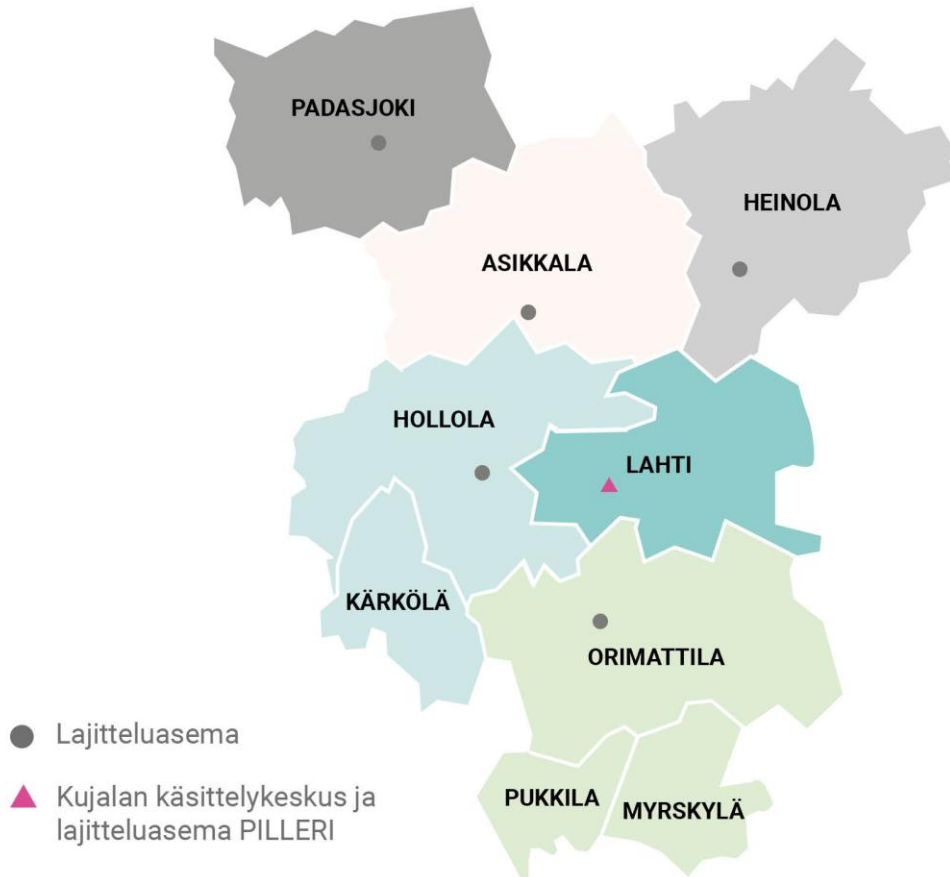 PADASJOKI
HEINOLA
ASIKKALA
HOLLOLA
LAHTI
KÄRKÖLÄ
ORIMATTILA
Lajitteluasema
PUKKILA
MYRSKYLÄ
Kujalan käsittelykeskus ja
lajitteluasema PILLERI